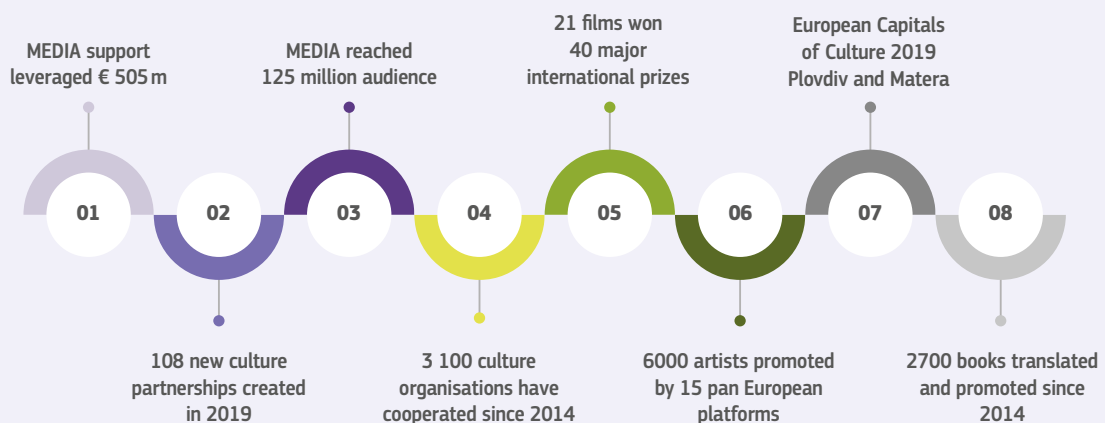 MEDIA support
leveraged € 505 m
MEDIA reached
125 million audience
21 films won
40 major
international prizes
European Capitals
of Culture 2019
Plovdiv and Matera
01
02
03
04
05
06
07
08
108 new culture
partnerships created
in 2019
3 100 culture
organisations have
cooperated since 2014
6000 artists promoted
by 15 pan European
platforms
2700 books translated
and promoted since
2014